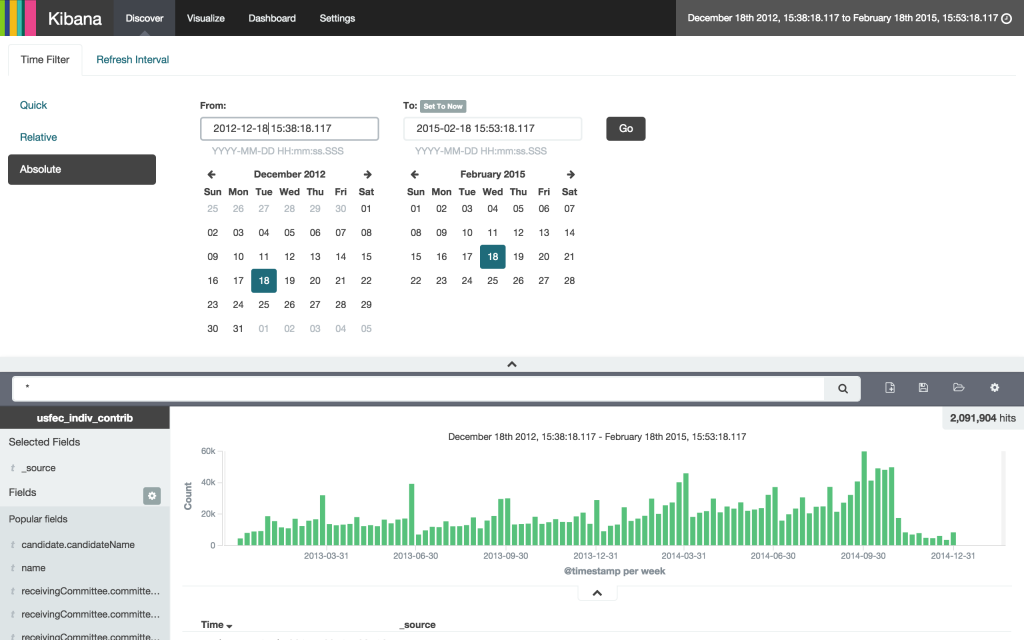 Kibana Discover Visualize Dashboard Settings December 18th 2012, 15:38:18.117 to February 18th 2015, 15:53:18.117
Time Filter Refresh Interval
Quick
Relative
Absolute
From:
2012-12-18 15:38:18.117
YYYY-MM-DD HH:mm:ss.SSS
December 2012
Sun Mon Tue Wed Thu Fri Sat
25 26 27 28 29 30 01
02 03 04 05 06 07 08
09 10 11 12 13 14 15
16 17 18 19 20 21 22
23 24 25 26 27 28 29
30 31 01 02 03 04 05
To: Set To Now
2015-02-18 15:53:18.117
YYYY-MM-DD HH:mm:ss.SSS
February 2015
Sun Mon Tue Wed Thu Fri Sat
01 02 03 04 05 06 07
08 09 10 11 12 13 14
15 16 17 18 19 20 21
22 23 24 25 26 27 28
Go
*
usfec_indiv_contrib
Selected Fields
t _source
Fields
Popular fields
t candidate.candidateName
t name
t receivingCommittee.committe...
t receivingCommittee.committe...
t receivingCommittee.committe...
2,091,904 hits
December 18th 2012, 15:38:18.117 - February 18th 2015, 15:53:18.117
Count
60k
40k
20k
0
2013-03-31 2013-06-30 2013-09-30 2013-12-31 2014-03-31 2014-06-30 2014-09-30 2014-12-31
@timestamp per week
Time _source